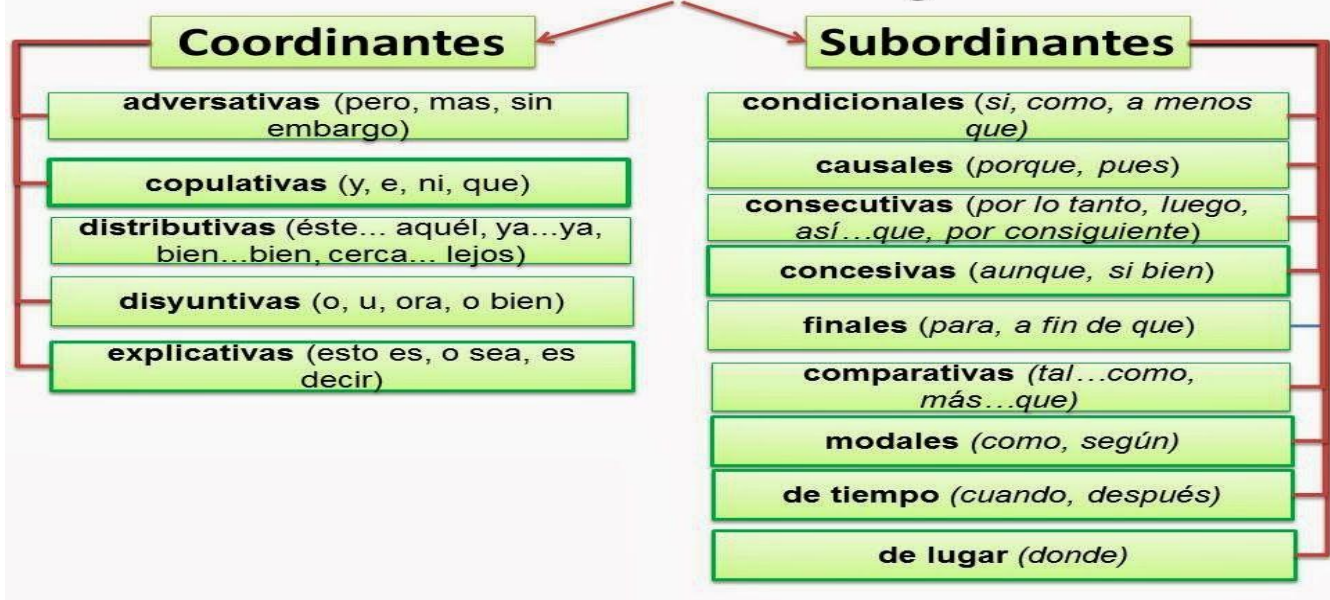 Coordinantes
adversativas (pero, mas, sin
embargo)
copulativas (y, e, ni, que)
distributivas (éste... aquél, ya...ya,
bien...bien, cerca... lejos)
disyuntivas (o, u, ora, o bien)
explicativas (esto es, o sea, es
decir)
Subordinantes
condicionales (si, como, a menos
que)
causales (porque, pues)
consecutivas (por lo tanto, luego,
así...que, por consiguiente)
concesivas (aunque, si bien)
finales (para, a fin de que)
comparativas (tal...como,
más...que)
modales (como, según)
de tiempo (cuando, después)
de lugar (donde)